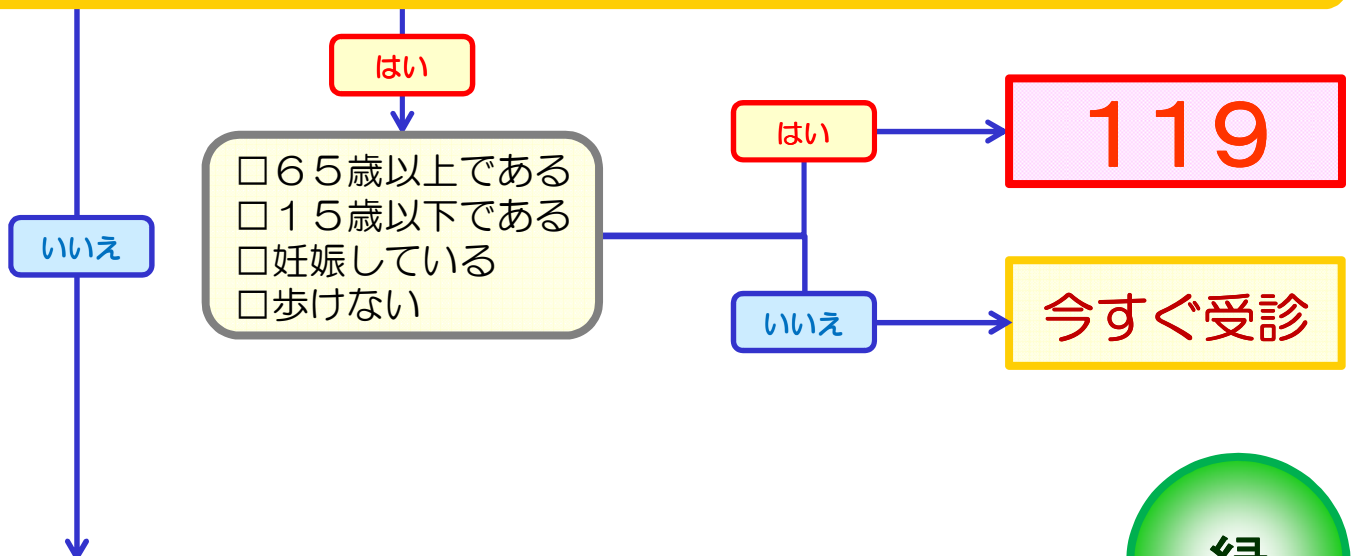 はい
□６５歳以上である
□１５歳以下である
□妊娠している
□歩けない
はい
１１９
いいえ
いいえ
今すぐ受診
緑